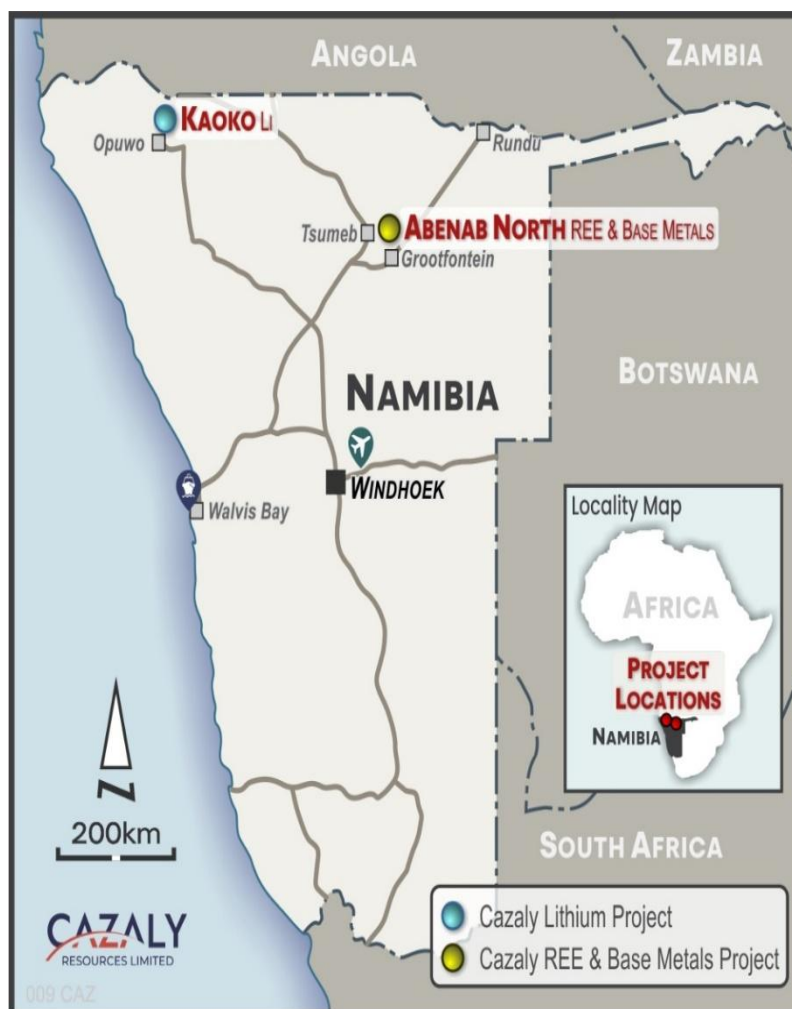 ANGOLA
ZAMBIA
KAOKO LI
Opuwo
Rundu
Tsumeb
ABENAB NORTH REE & BASE METALS
Grootfontein
BOTSWANA
NAMIBIA
WINDHOEK
Walvis Bay
Locality Map
AFRICA
PROJECT
LOCATIONS
NAMIBIA
N
200km
SOUTH AFRICA
CAZALY
RESOURCES LIMITED
Cazaly Lithium Project
Cazaly REE & Base Metals Project
009 CAZ